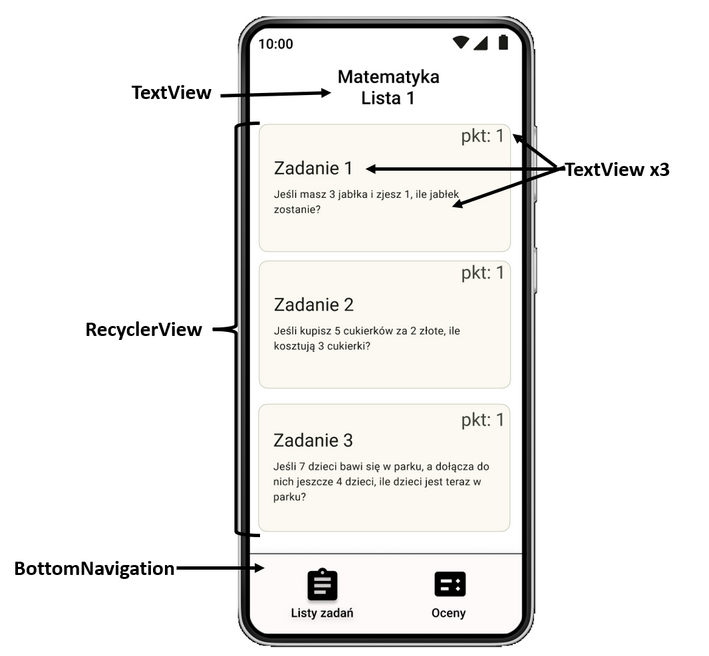 10:00
TextView
Matematyka
Lista 1
pkt: 1
Zadanie 1
TextView x3
Jeśli masz 3 jabłka i zjesz 1, ile jabłek
zostanie?
pkt: 1
Zadanie 2
RecyclerView
Jeśli kupisz 5 cukierków za 2 złote, ile
kosztują 3 cukierki?
pkt: 1
Zadanie 3
Jeśli 7 dzieci bawi się w parku, a dołącza do
nich jeszcze 4 dzieci, ile dzieci jest teraz w
parku?
BottomNavigation
Listy zadań
Oceny